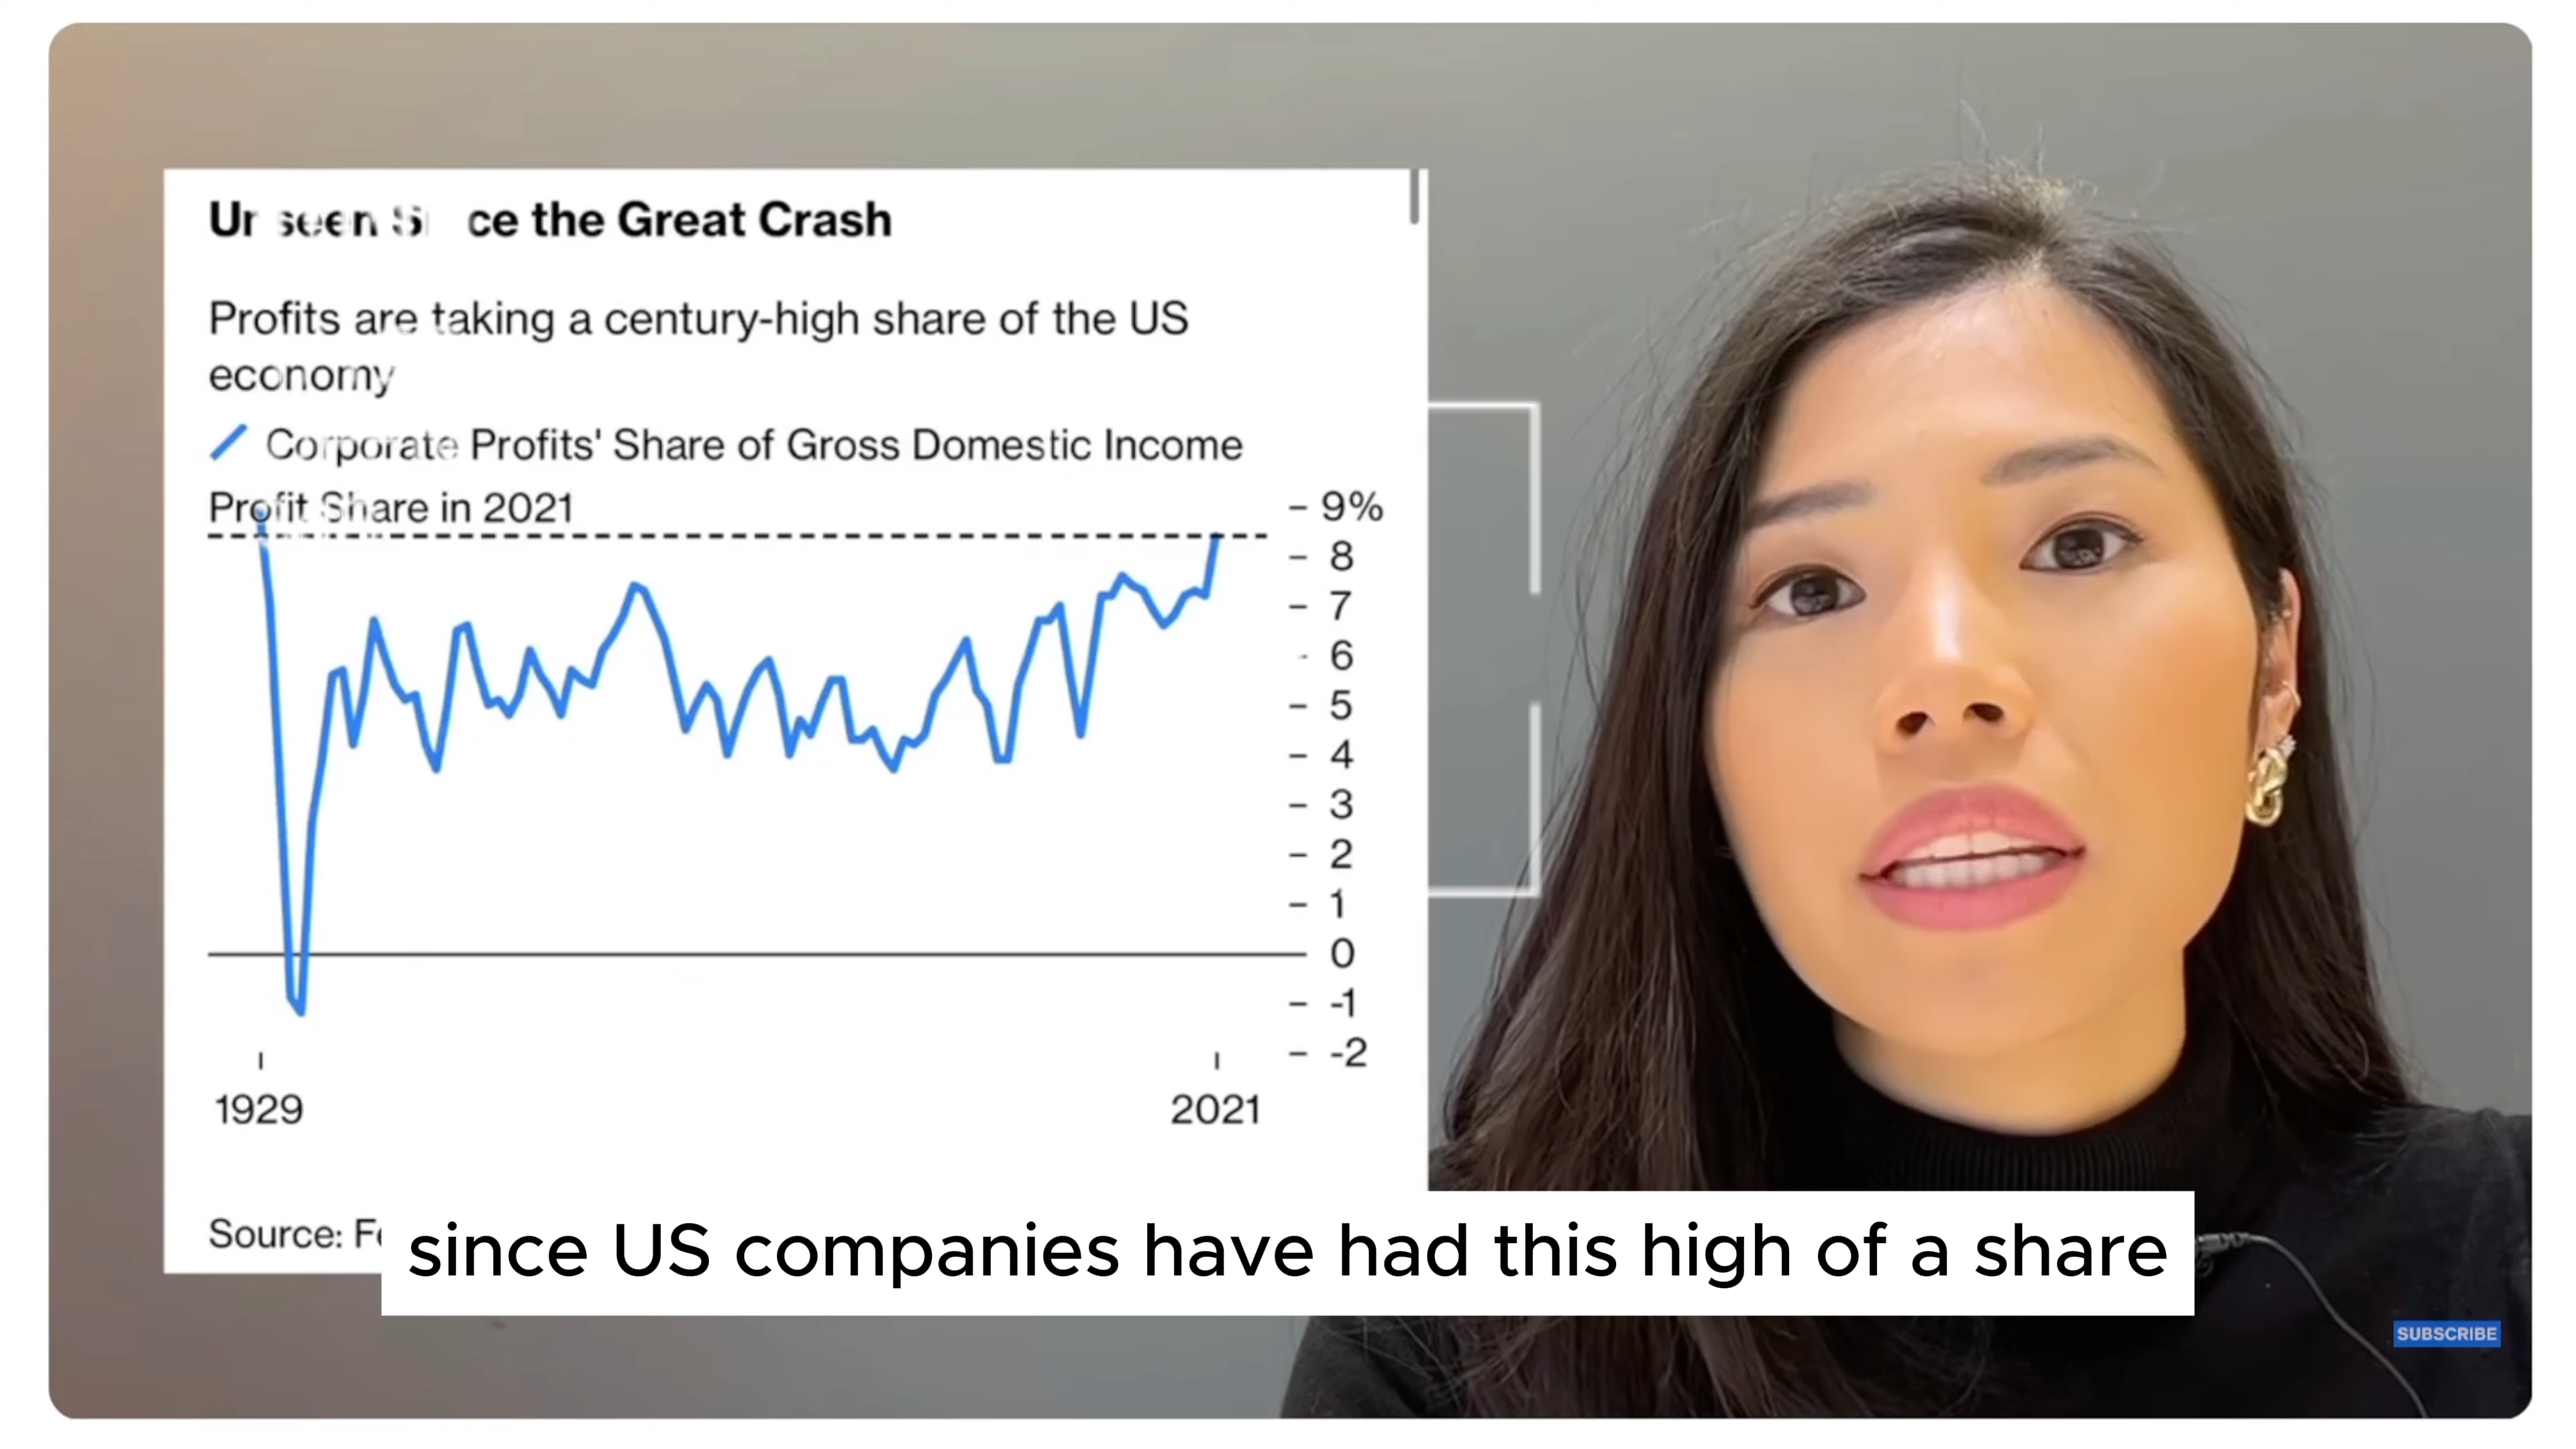 Unseen Since the Great Crash
Profits are taking a century-high share of the US
economy
Corporate Profits' Share of Gross Domestic Income
Profit Share in 2021
9%
8
7
6
5
4
3
2
1
0
-1
-2
1929 2021
Source:
since US companies have had this high of a share
SUBSCRIBE